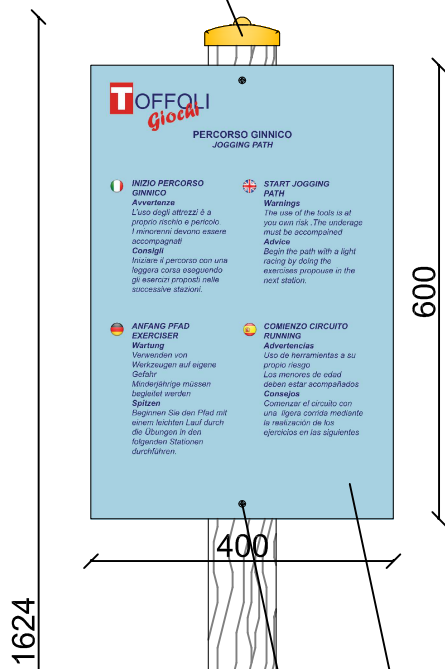 TOFFOLI
Giochi
PERCORSO GINNICO
JOGGING PATH
INIZIO PERCORSO
GINNICO
Avvertenze
L'uso degli attrezzi è a
proprio rischio e pericolo.
I minorenni devono essere
accompagnati
Consigli
Iniziare il percorso con una
leggera corsa eseguendo
gli esercizi proposti nelle
successive stazioni.
START JOGGING
PATH
Warnings
The use of the tools is at
you own risk .The underage
must be accompained
Advice
Begin the path with a light
racing by doing the
exercises propouse in the
next station.
ANFANG PFAD
EXERCISER
Wartung
Verwenden von
Werkzeugen auf eigene
Gefahr
Minderjährige müssen
begleitet werden
Spitzen
Beginnen Sie den Pfad mit
einem leichten Lauf durch
die Übungen in den
folgenden Stationen
durchführen.
COMIENZO CIRCUITO
RUNNING
Advertencias
Uso de herramientas a su
propio riesgo
Los menores de edad
deben estar acompañados
Consejos
Comenzar el circuito con
una ligera corrida mediante
la realización de los
ejercicios en las siguientes
600
400
1624